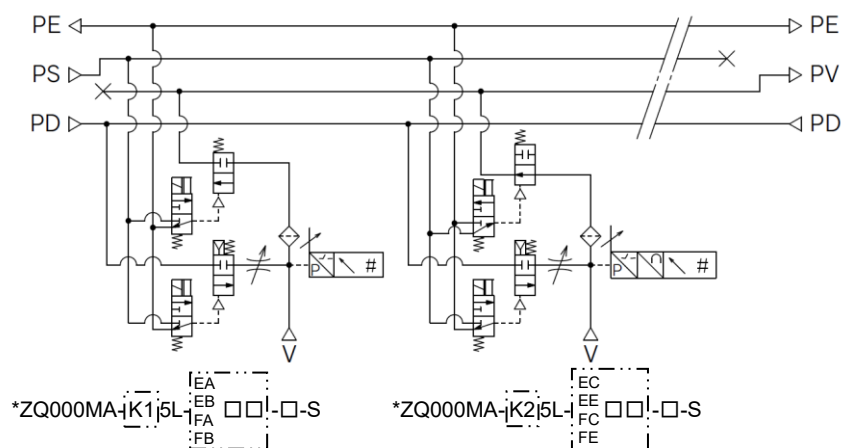 PE PE
PS PV
PD PD
P # P #
V V
*ZQ000MA-K15L-EA EB FA FB □□-□-S
*ZQ000MA-K25L-EC EE FC FE □□-□-S